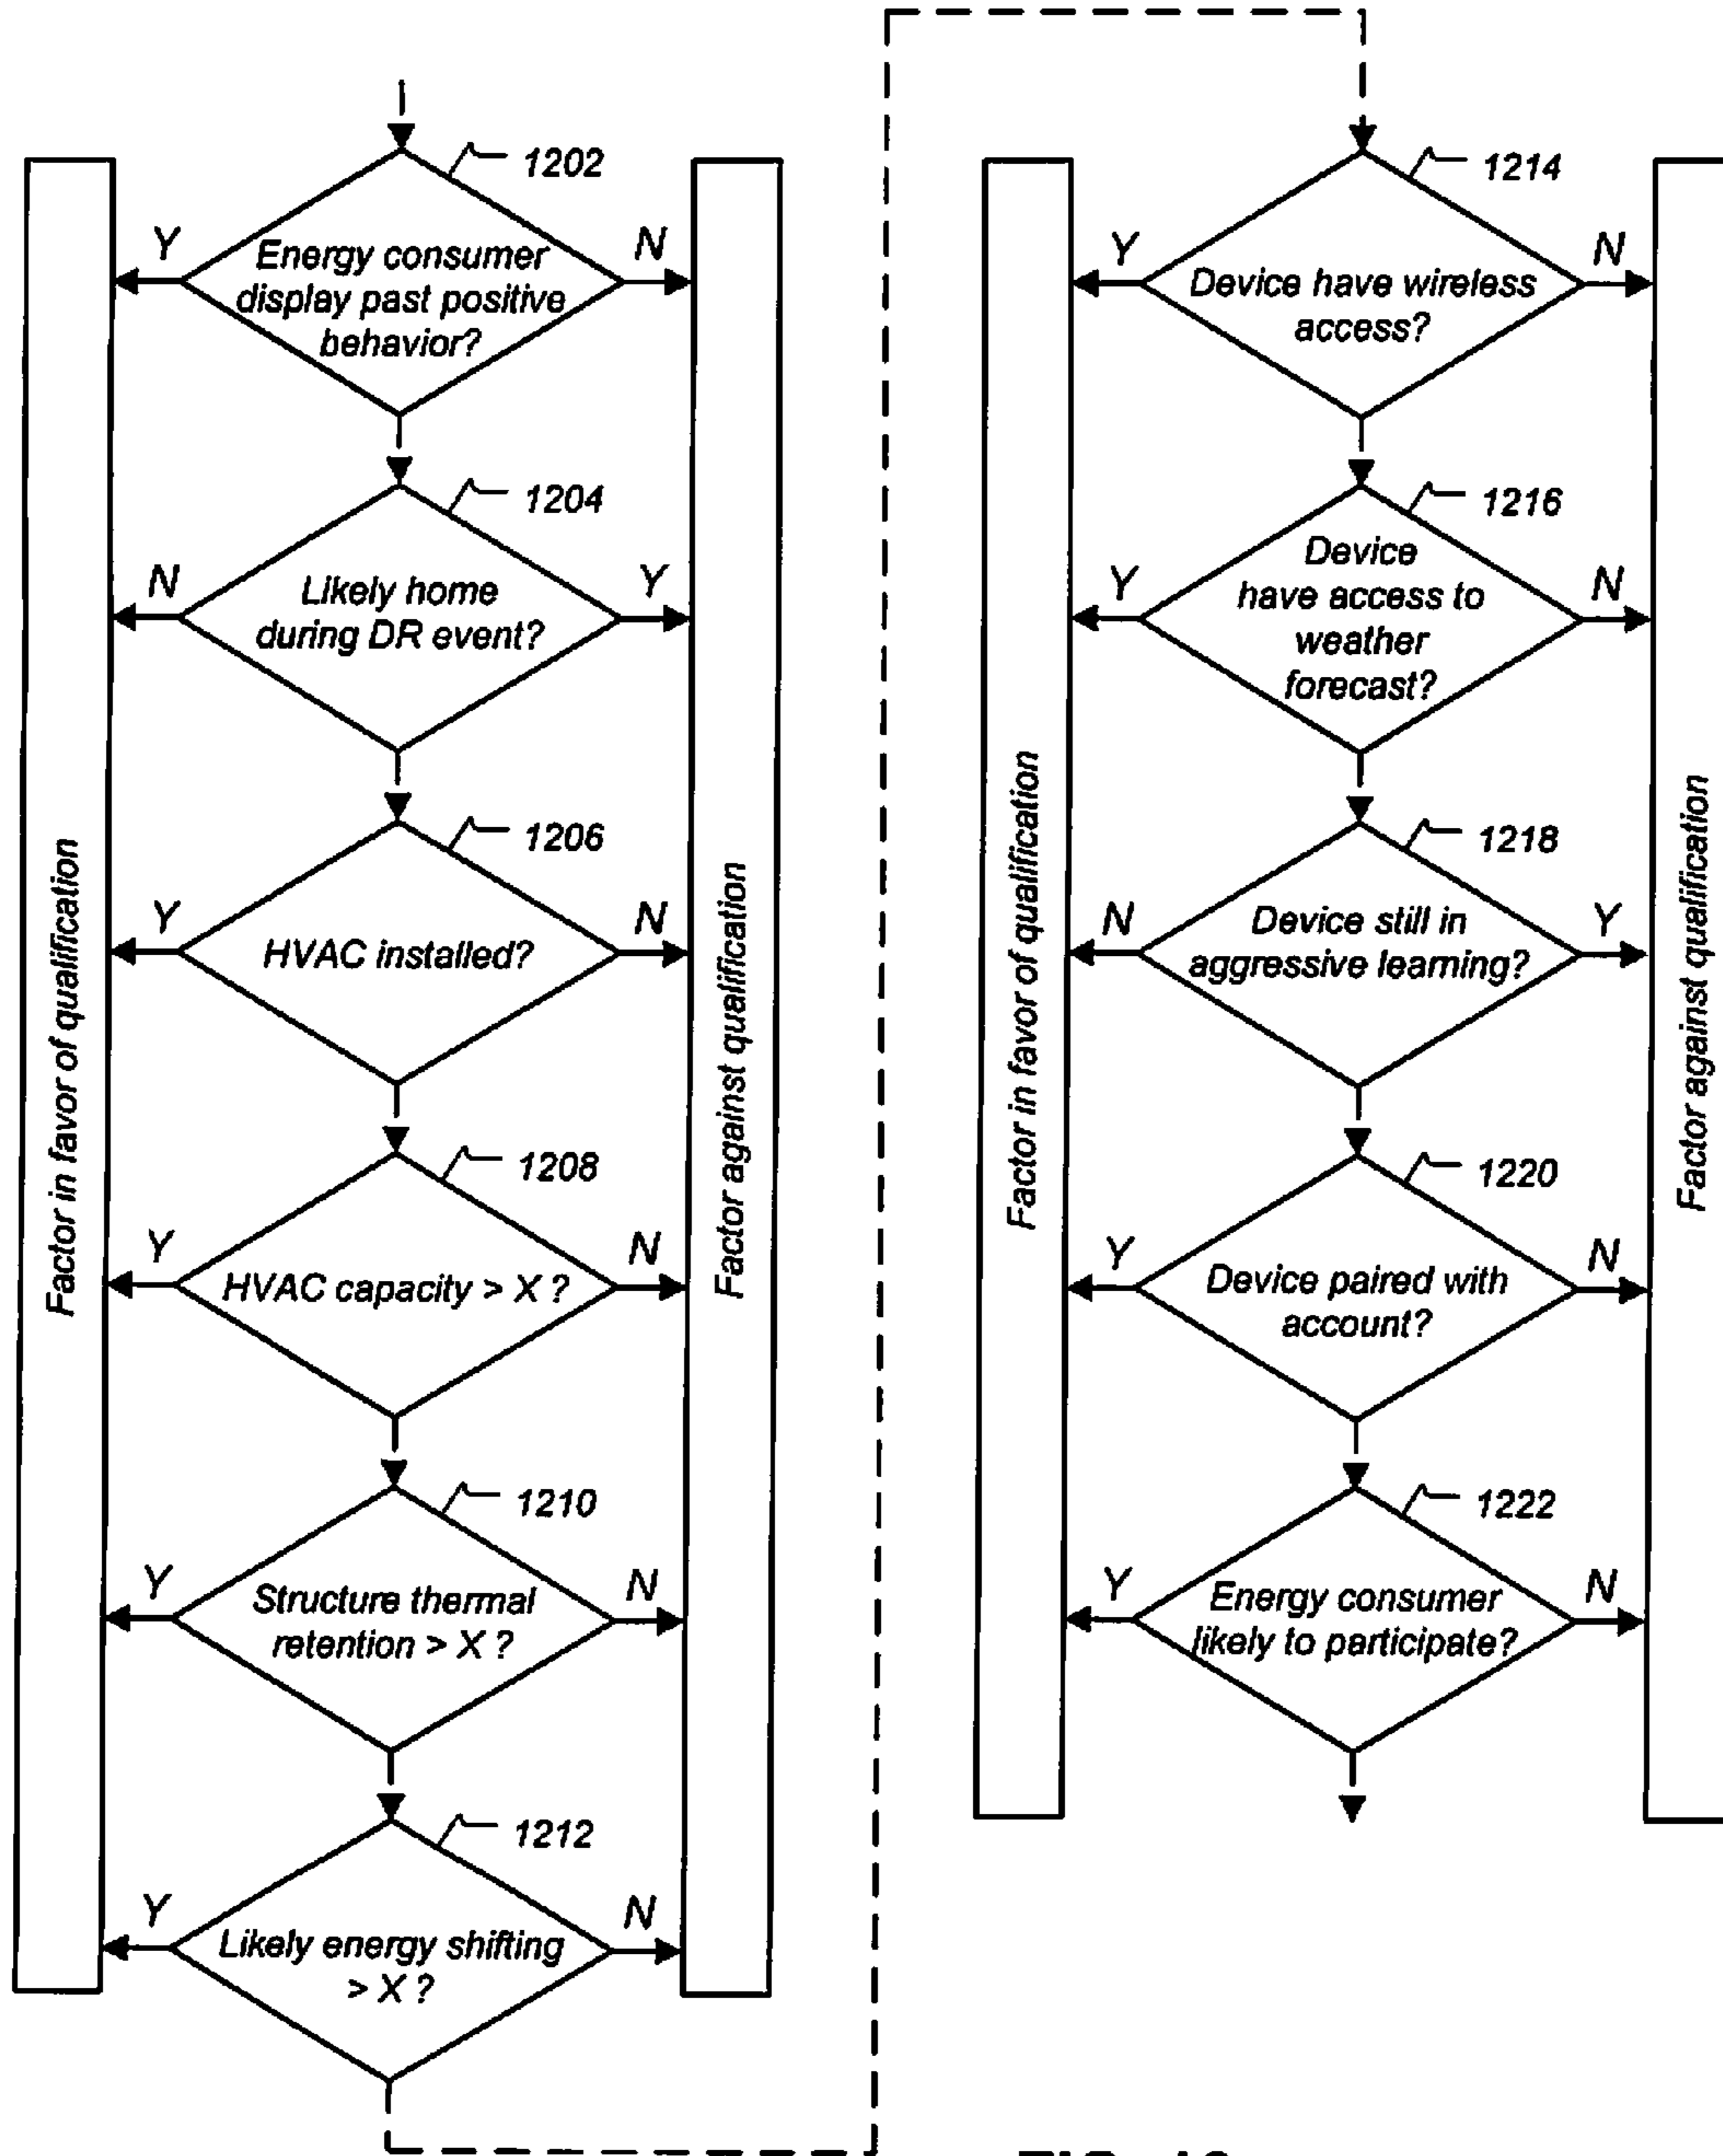 1202
Y
N
Energy consumer
display past positive
behavior?
1204
N
Y
Likely home
during DR event?
1206
Y
N
HVAC installed?
1208
Y
N
HVAC capacity > X ?
1210
Y
N
Structure thermal
retention > X ?
1212
Y
N
Likely energy shifting
> X ?
Factor in favor of qualification
Factor against qualification
1214
Y
N
Device have wireless
access?
1216
Y
N
Device
have access to
weather
forecast?
1218
N
Y
Device still in
aggressive learning?
1220
Y
N
Device paired with
account?
1222
Y
N
Energy consumer
likely to participate?
Factor in favor of qualification
Factor against qualification